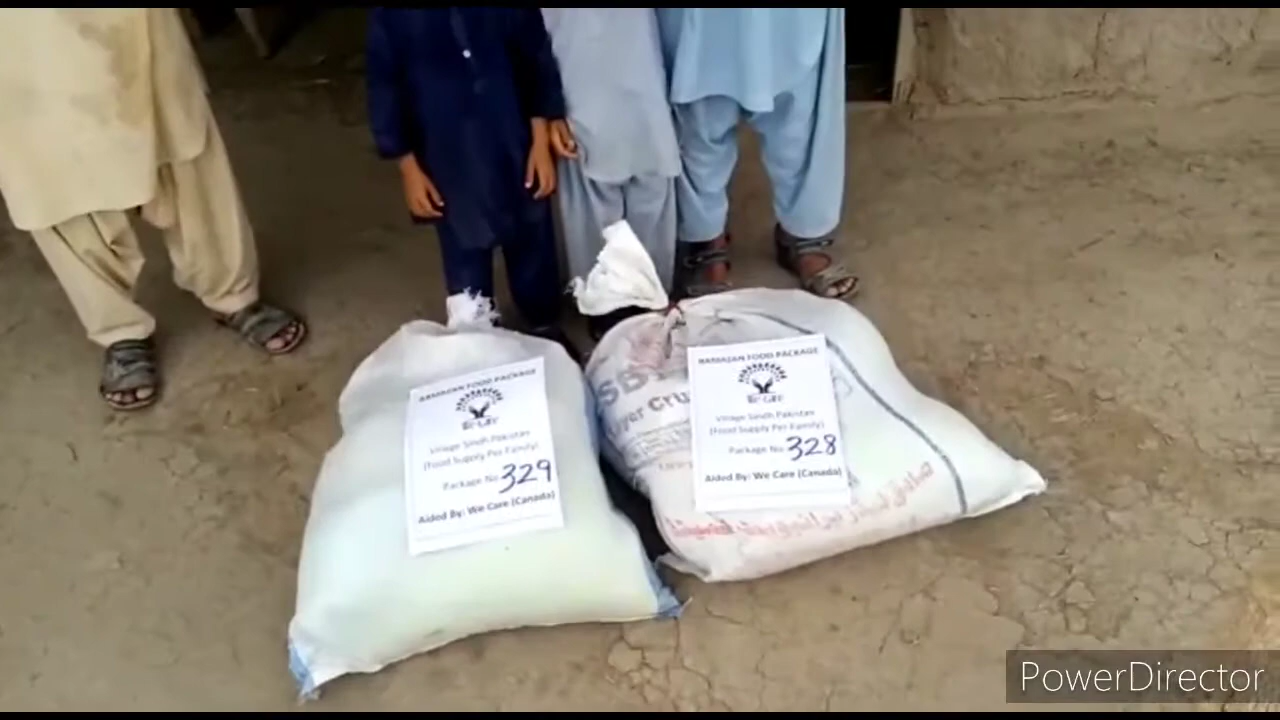 RAMADAN FOOD PACKAGE
We CARE
Village Sindh Pakistan
(Food Supply Per Family)
Package No 329
Aided By: We Care (Canada)
RAMADAN FOOD PACKAGE
We CARE
Village Sindh Pakistan
(Food Supply Per Family)
Package No 328
Aided By: We Care (Canada)
SB
yer Cru
PowerDirector